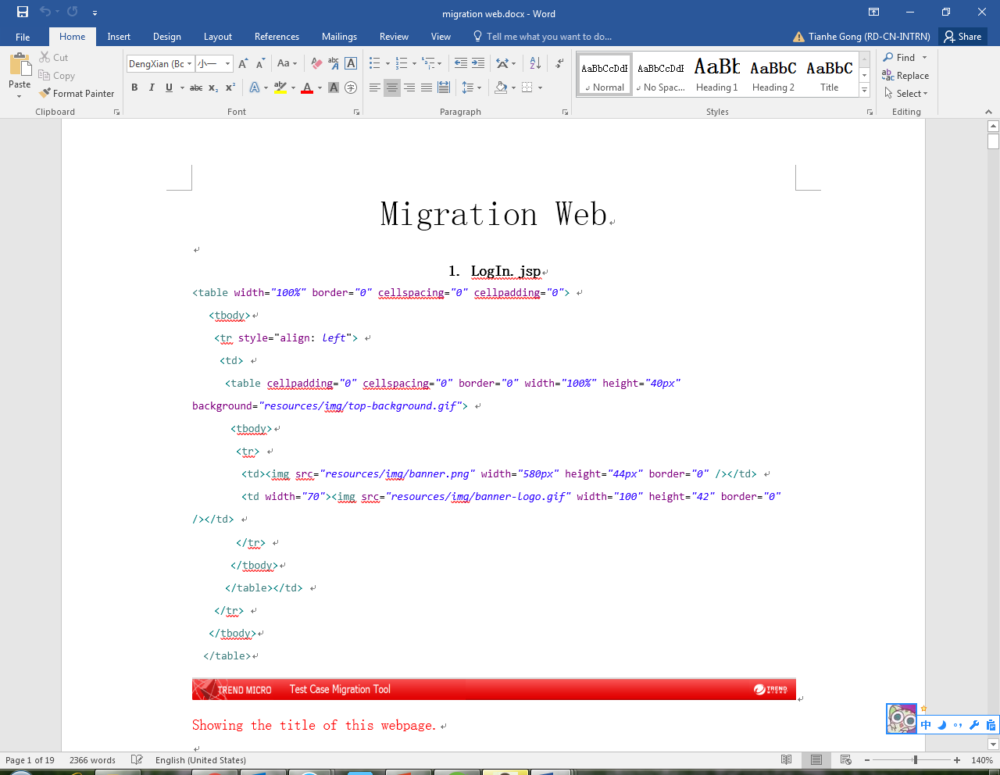 migration web.docx - Word
File Home Insert Design Layout References Mailings Review View Tell me what you want to do... Tianhe Gong (RD-CN-INTRN) Share
Paste Cut Copy Format Painter
Clipboard
DengXian (Bc 小一 Aa
B I U abc x₂ x² A ab A A 字
Font
Paragraph
AaBbCcDdI AaBbCcDdI AaBb AaBbC AaBbC
Normal No Spac... Heading 1 Heading 2 Title
Styles
Find
Replace
Select
Editing
Migration Web
1. LogIn.jsp
<table width="100%" border="0" cellspacing="0" cellpadding="0">
<tbody>
<tr style="align: left">
<td>
<table cellpadding="0" cellspacing="0" border="0" width="100%" height="40px"
background="resources/img/top-background.gif">
<tbody>
<tr>
<td><img src="resources/img/banner.png" width="580px" height="44px" border="0" /></td>
<td width="70"><img src="resources/img/banner-logo.gif" width="100" height="42" border="0"
/></td>
</tr>
</tbody>
</table></td>
</tr>
</tbody>
</table>
TREND MICRO Test Case Migration Tool TREND MICRO
Showing the title of this webpage.
中
Page 1 of 19 2366 words English (United States) 140%